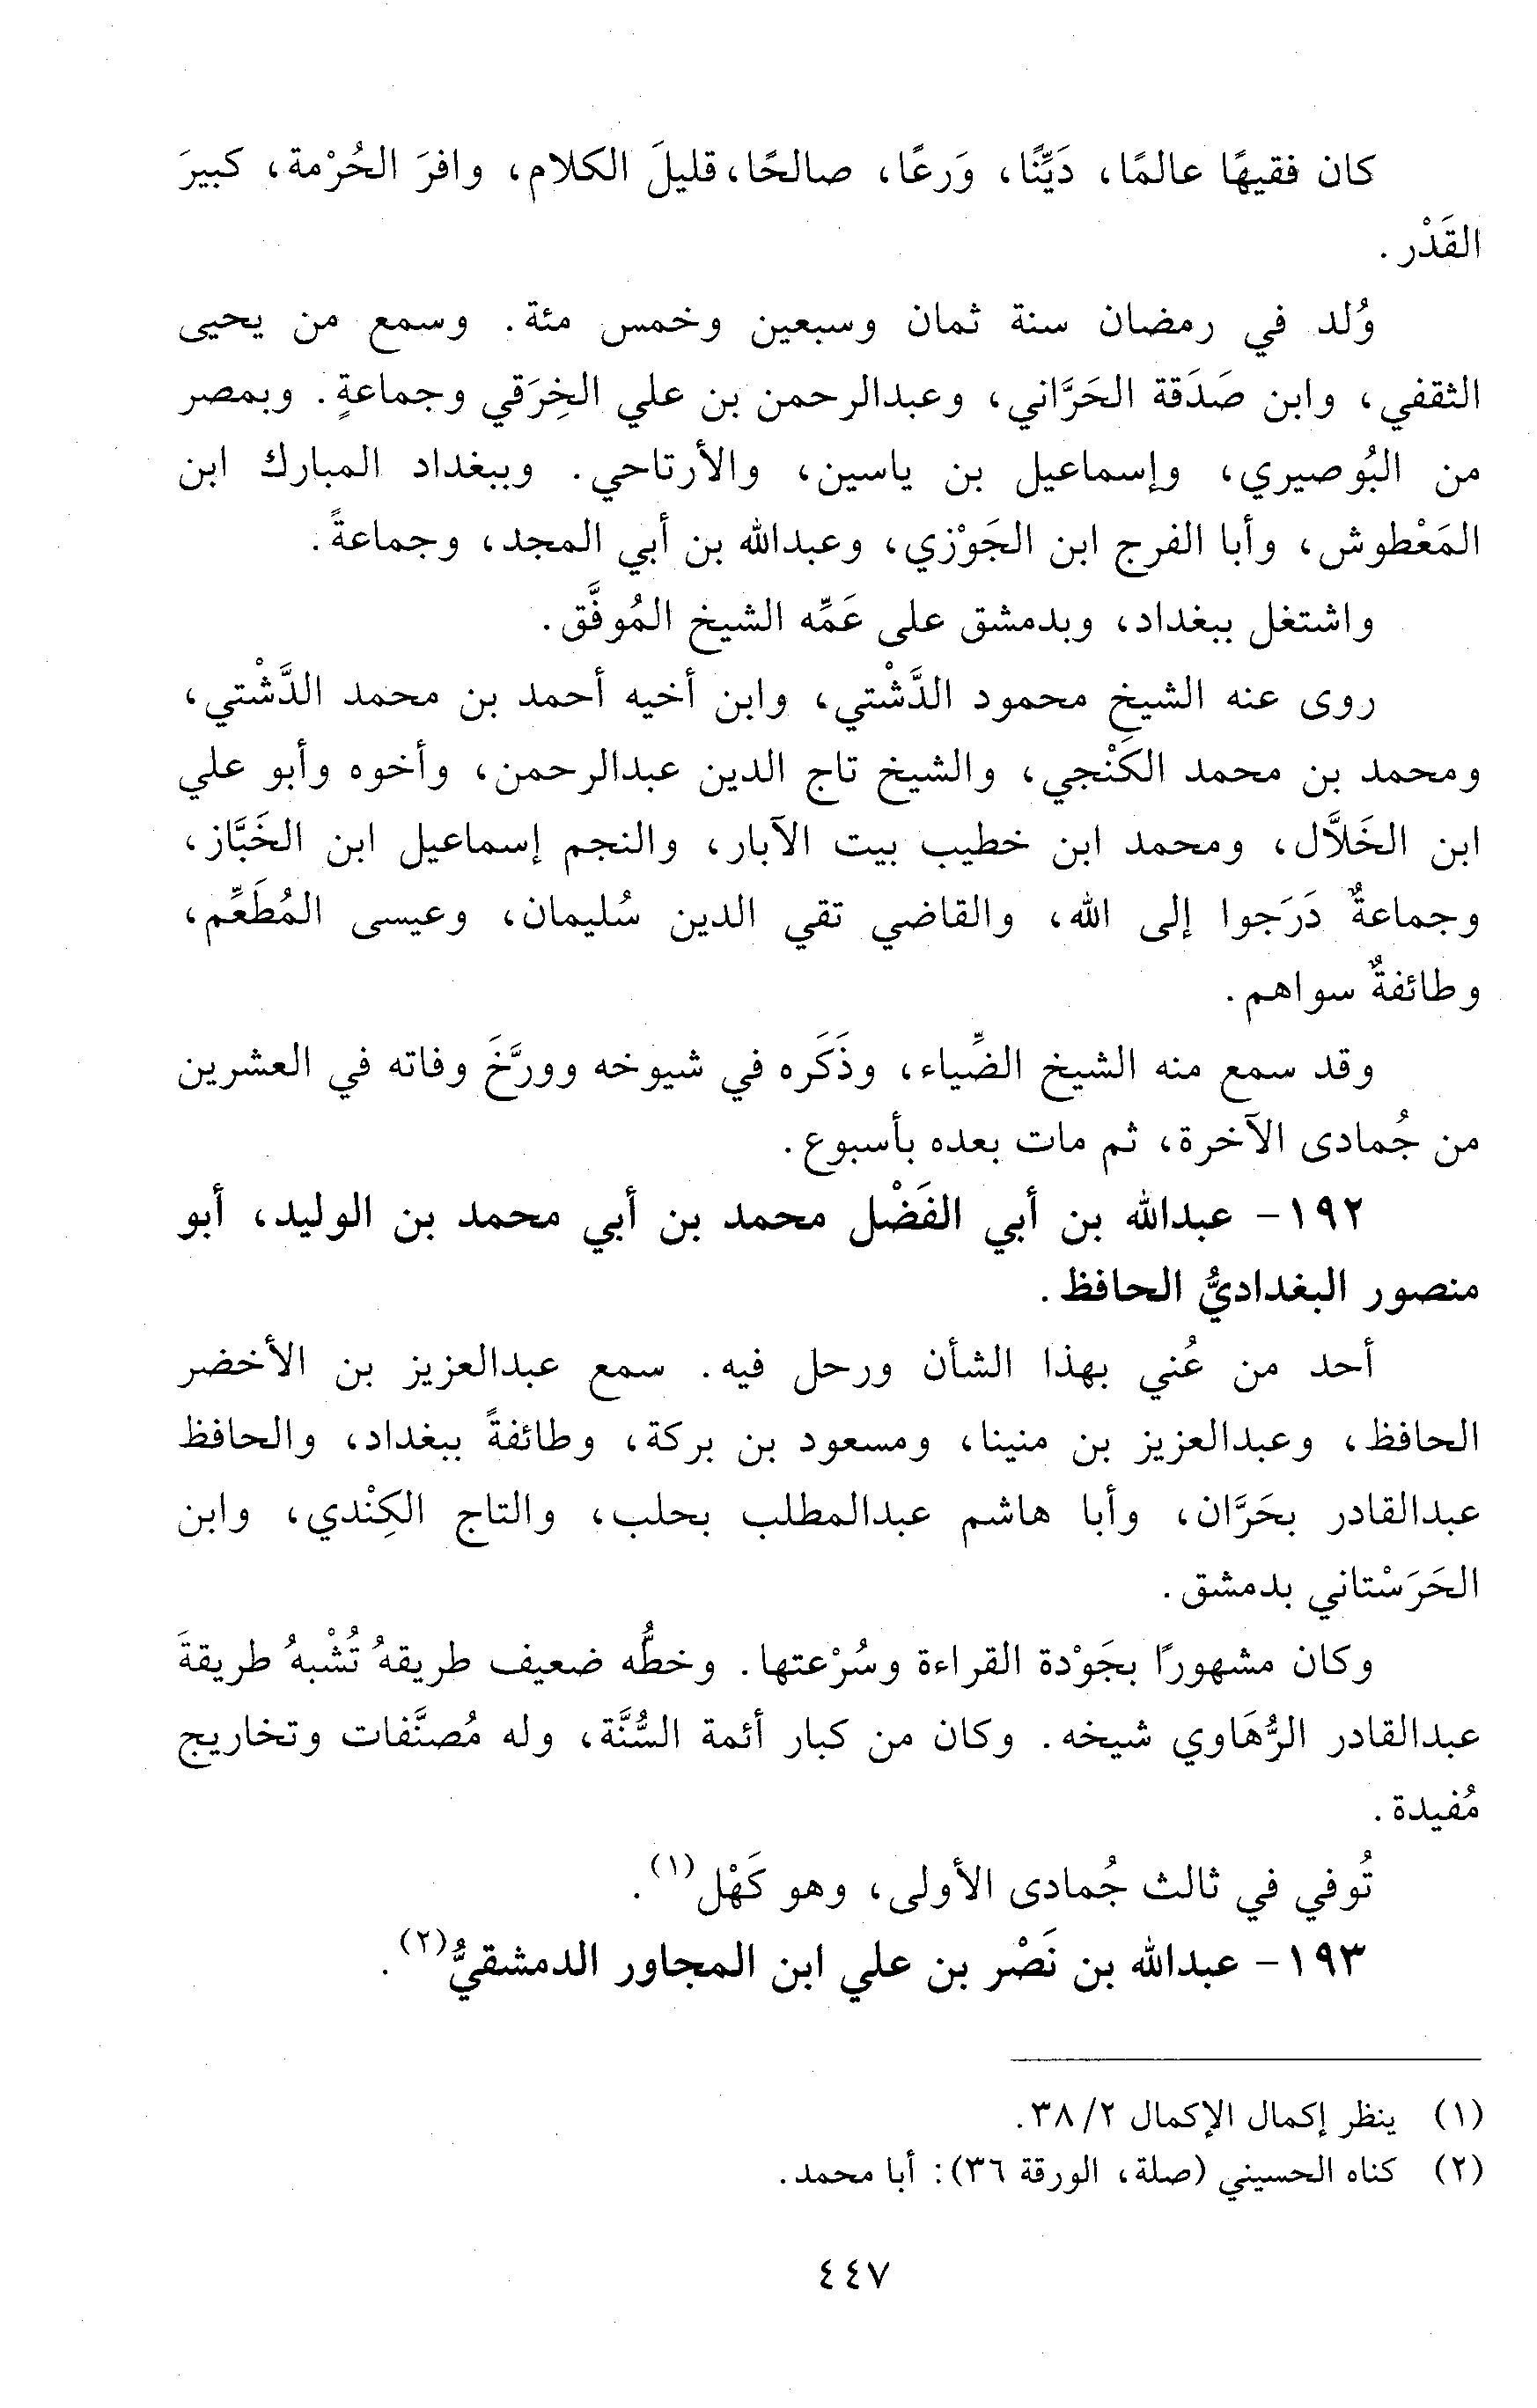 كان فقيهًا عالمًا، دَيِّنًا، وَرعًا، صالحًا، قليلَ الكلام، وافرَ الحُرْمة، كبيرَ
القَدْر.
وُلد في رمضان سنة ثمان وسبعين وخمس مئة. وسمع من يحيى
الثقفي، وابن صَدَقة الحَرَّاني، وعبدالرحمن بن علي الخِرَقي وجماعةٍ. وبمصر
من البُوصيري، وإسماعيل بن ياسين، والأرتاحي. وببغداد المبارك ابن
المَعْطوش، وأبا الفرج ابن الجَوْزي، وعبدالله بن أبي المجد، وجماعةً.
واشتغل ببغداد، وبدمشق على عَمِّه الشيخ المُوفَّق.
روى عنه الشيخ محمود الدَّشْتي، وابن أخيه أحمد بن محمد الدَّشْتي،
ومحمد بن محمد الكَنْجي، والشيخ تاج الدين عبدالرحمن، وأخوه وأبو علي
ابن الخَلاَّل، ومحمد ابن خطيب بيت الآبار، والنجم إسماعيل ابن الخَبَّاز،
وجماعةٌ دَرَجوا إلى الله، والقاضي تقي الدين سُليمان، وعيسى المُطَعِّم،
وطائفةٌ سواهم.
وقد سمع منه الشيخ الضِّياء، وذَكَره في شيوخه وورَّخَ وفاته في العشرين
من جُمادى الآخرة، ثم مات بعده بأسبوع.
١٩٢- عبدالله بن أبي الفَضْل محمد بن أبي محمد بن الوليد، أبو
منصور البغداديُّ الحافظ.
أحد من عُني بهذا الشأن ورحل فيه. سمع عبدالعزيز بن الأخضر
الحافظ، وعبدالعزيز بن منينا، ومسعود بن بركة، وطائفةً ببغداد، والحافظ
عبدالقادر بحَرَّان، وأبا هاشم عبدالمطلب بحلب، والتاج الكِنْدي، وابن
الحَرَسْتاني بدمشق.
وكان مشهورًا بجَوْدة القراءة وسُرْعتها. وخطُّه ضعيف طريقهُ تُشْبهُ طريقةَ
عبدالقادر الرُّهَاوي شيخه. وكان من كبار أئمة السُّنَّة، وله مُصنَّفات وتخاريج
مُفيدة.
تُوفي في ثالث جُمادى الأولى، وهو كَهْل(١).
١٩٣- عبدالله بن نَصْر بن علي ابن المجاور الدمشقيُّ(٢).
(١) ينظر إكمال الإكمال ٣٨/٢.
(٢) كناه الحسيني (صلة، الورقة ٣٦): أبا محمد.
٤٤٧